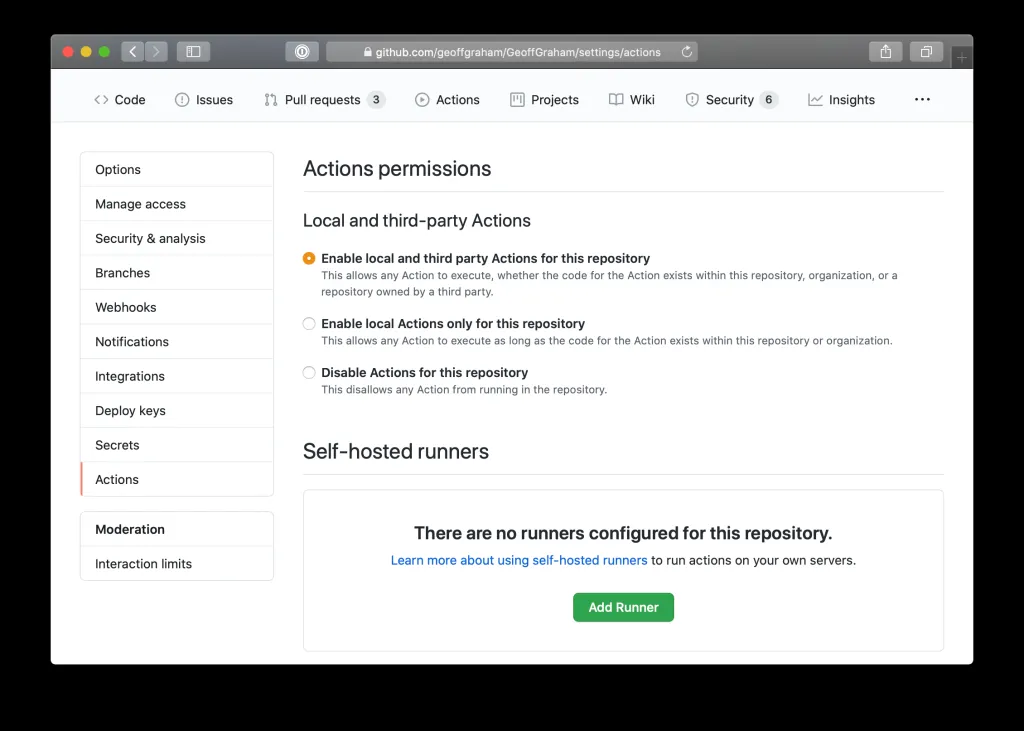 github.com/geoffgraham/GeoffGraham/settings/actions
Code Issues Pull requests 3 Actions Projects Wiki Security 6 Insights
Options
Manage access
Security & analysis
Branches
Webhooks
Notifications
Integrations
Deploy keys
Secrets
Actions
Moderation
Interaction limits
Actions permissions
Local and third-party Actions
Enable local and third party Actions for this repository
This allows any Action to execute, whether the code for the Action exists within this repository, organization, or a
repository owned by a third party.
Enable local Actions only for this repository
This allows any Action to execute as long as the code for the Action exists within this repository or organization.
Disable Actions for this repository
This disallows any Action from running in the repository.
Self-hosted runners
There are no runners configured for this repository.
Learn more about using self-hosted runners to run actions on your own servers.
Add Runner